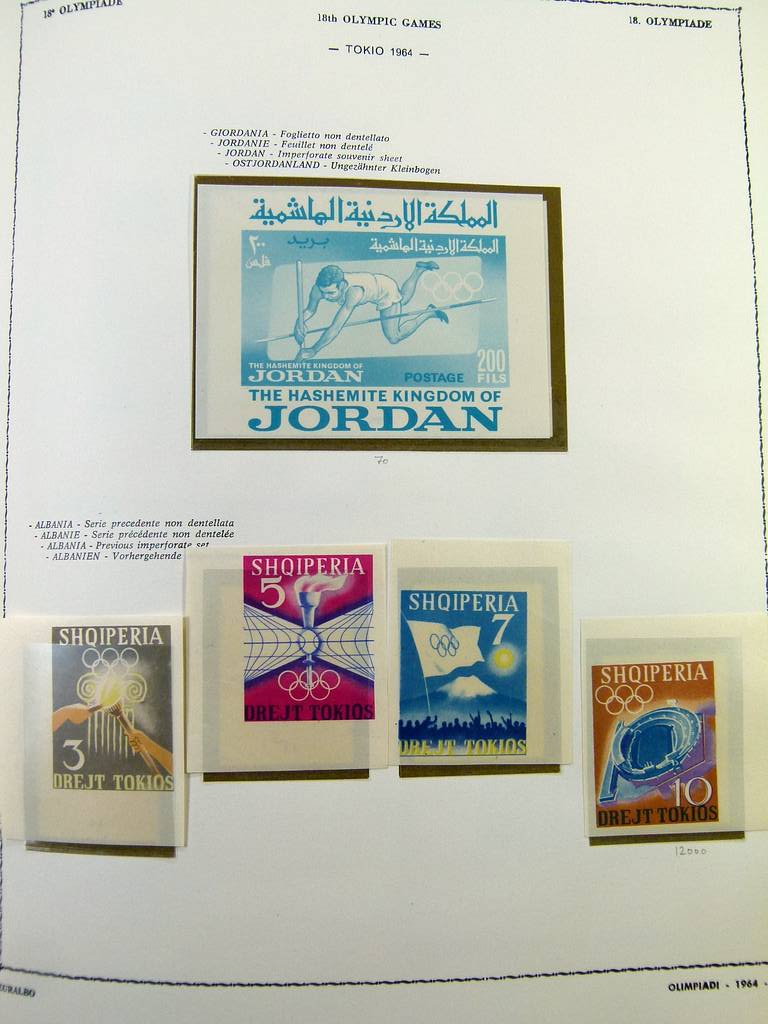 18ᵉ OLYMPIADE
18th OLYMPIC GAMES
18. OLYMPIADE
— TOKIO 1964 —
- GIORDANIA - Foglietto non dentellato
- JORDANIE - Feuillet non dentelé
- JORDAN - Imperforate souvenir sheet
- OSTJORDANLAND - Ungezähnter Kleinbogen
المملكة الاردنية الهاشمية
المملكة الاردنية الهاشمية
بريد
٢٠٠
فلس
THE HASHEMITE KINGDOM OF
JORDAN
POSTAGE
200
FILS
THE HASHEMITE KINGDOM OF
JORDAN
70
- ALBANIA - Serie precedente non dentellata
- ALBANIE - Serie précédente non dentelée
- ALBANIA - Previous imperforate set
- ALBANIEN - Vorhergehende
SHQIPERIA
3
DREJT TOKIOS
SHQIPERIA
5
DREJT TOKIOS
SHQIPERIA
7
DREJT TOKIOS
SHQIPERIA
10
DREJT TOKIOS
12000
EURALBO
OLIMPIADI - 1964 -